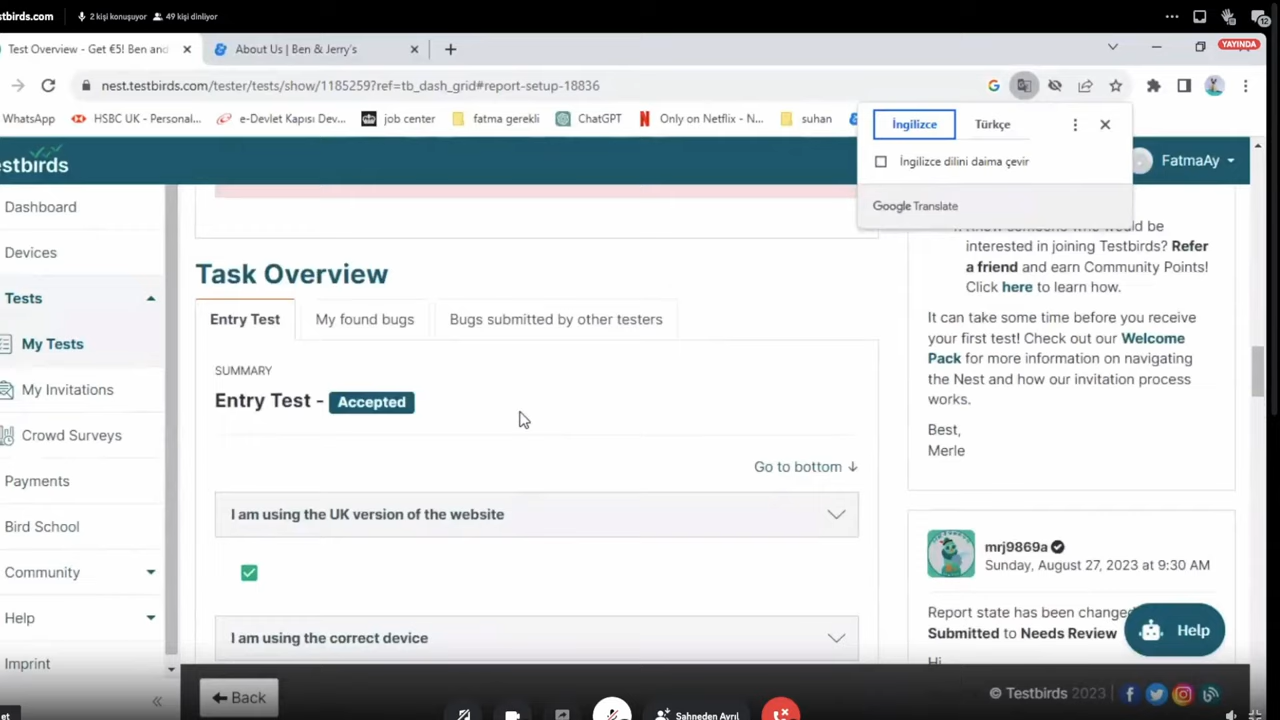 stbirds.com
2 kişi konuşuyor 49 kişi dinliyor
12
Test Overview - Get €5! Ben and
About Us | Ben & Jerry's
YAYINDA
nest.testbirds.com/tester/tests/show/1185259?ref=tb_dash_grid#report-setup-18836
WhatsApp
HSBC UK - Personal...
e-Devlet Kapısı Dev...
job center
fatma gerekli
ChatGPT
Only on Netflix - N...
suhan
İngilizce
Türkçe
İngilizce dilini daima çevir
Google Translate
stbirds
FatmaAy
Dashboard
Devices
Tests
My Tests
My Invitations
Crowd Surveys
Payments
Bird School
Community
Help
Imprint
Task Overview
Entry Test
My found bugs
Bugs submitted by other testers
SUMMARY
Entry Test - Accepted
Go to bottom
I am using the UK version of the website
I am using the correct device
would be
interested in joining Testbirds? Refer
a friend and earn Community Points!
Click here to learn how.
It can take some time before you receive
your first test! Check out our Welcome
Pack for more information on navigating
the Nest and how our invitation process
works.
Best,
Merle
mrj9869a
Sunday, August 27, 2023 at 9:30 AM
Report state has been changed
Submitted to Needs Review
Hi
Help
Back
© Testbirds 2023
et
Sahneden Ayrıl